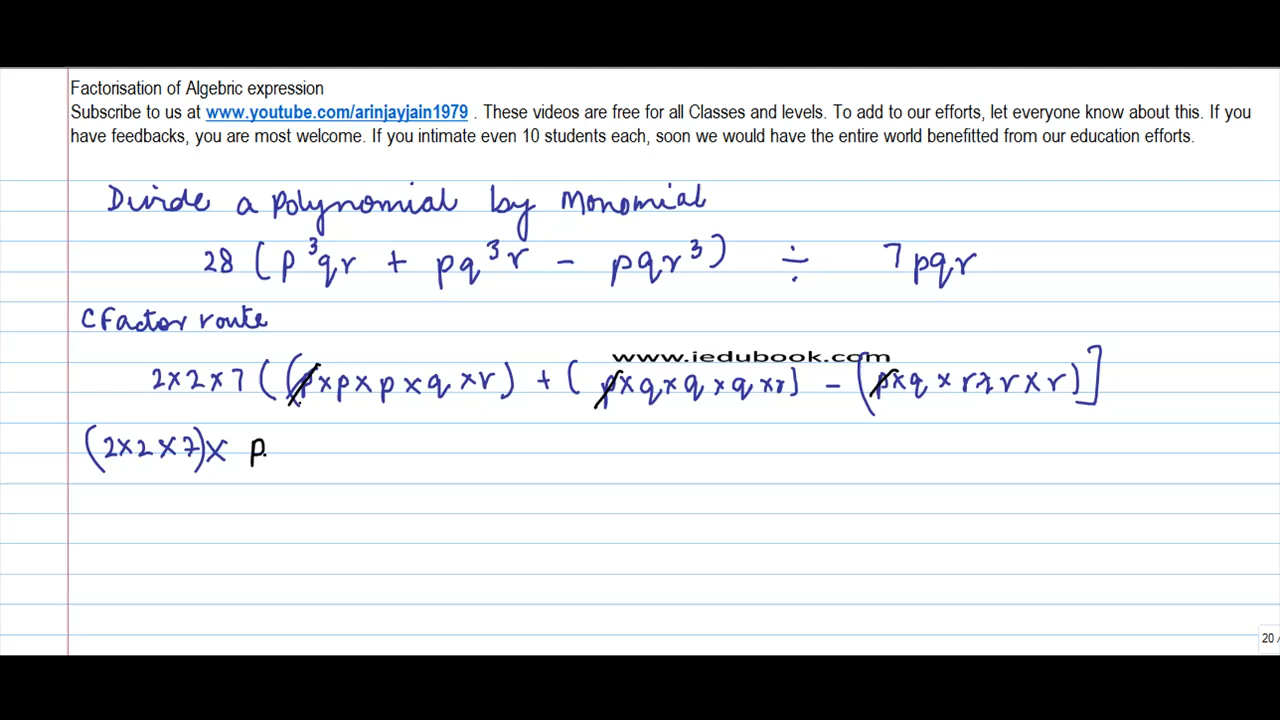 Factorisation of Algebric expression
Subscribe to us at www.youtube.com/arinjayjain1979 . These videos are free for all Classes and levels. To add to our efforts, let everyone know about this. If you
have feedbacks, you are most welcome. If you intimate even 10 students each, soon we would have the entire world benefitted from our education efforts.
Divide a polynomial by Monomial
28 ( p³qr + pq³r - pqr³ ) ÷ 7pqr
C Factor route
www.iedubook.com
2×2×7 ( (p×p×p×q×r) + ( p×q×q×q×r] - (p×q×r×r×r) ]
(2×2×7)× p
20